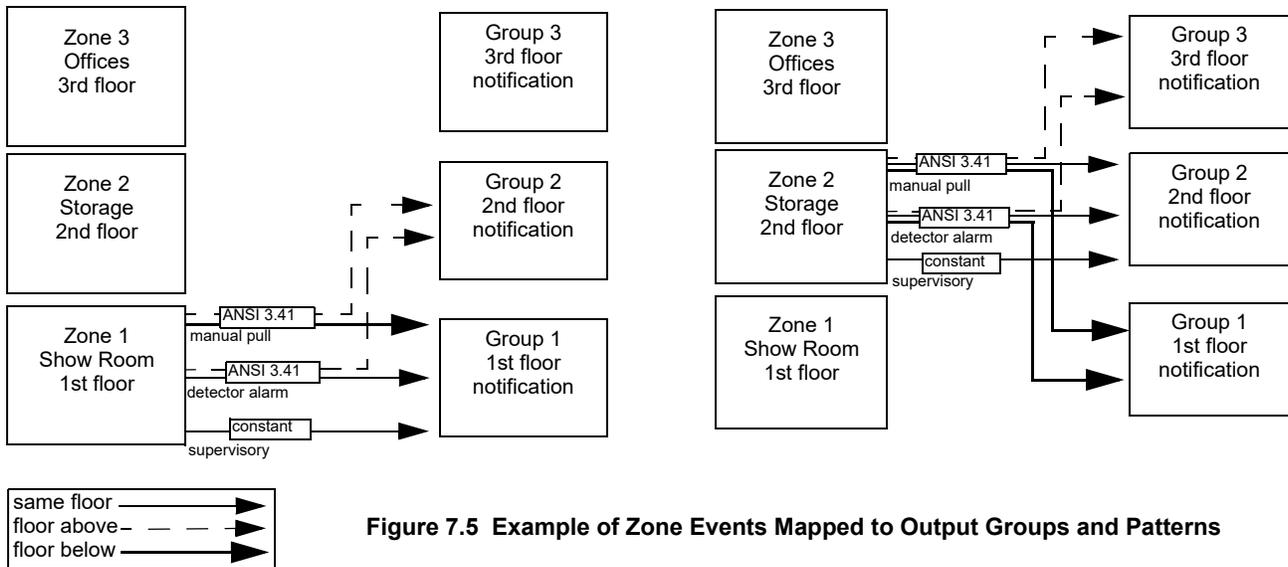 Zone 3
Offices
3rd floor
Group 3
3rd floor
notification
Zone 2
Storage
2nd floor
Group 2
2nd floor
notification
Zone 1
Show Room
1st floor
ANSI 3.41
manual pull
ANSI 3.41
detector alarm
constant
supervisory
Group 1
1st floor
notification
Zone 3
Offices
3rd floor
Group 3
3rd floor
notification
Zone 2
Storage
2nd floor
ANSI 3.41
manual pull
ANSI 3.41
detector alarm
constant
supervisory
Group 2
2nd floor
notification
Zone 1
Show Room
1st floor
Group 1
1st floor
notification
same floor
floor above
floor below
Figure 7.5 Example of Zone Events Mapped to Output Groups and Patterns